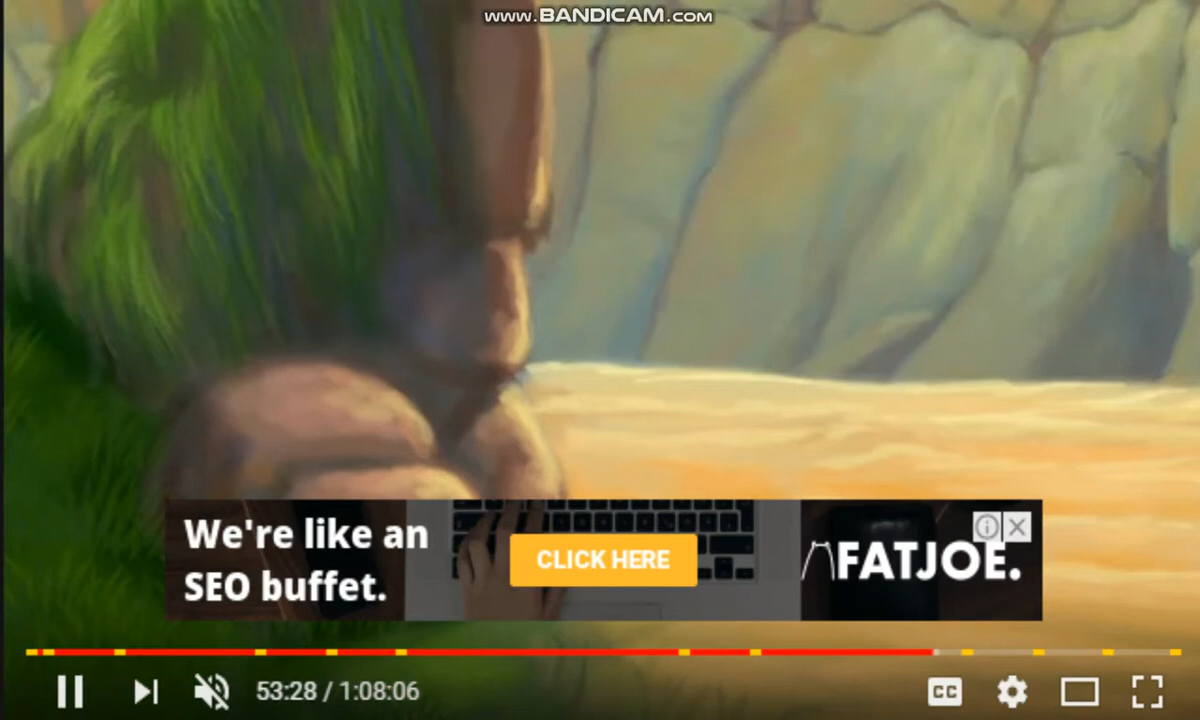 www.BANDICAM.com
We're like an
SEO buffet.
CLICK HERE
FATJOE.
53:28 / 1:08:06
CC